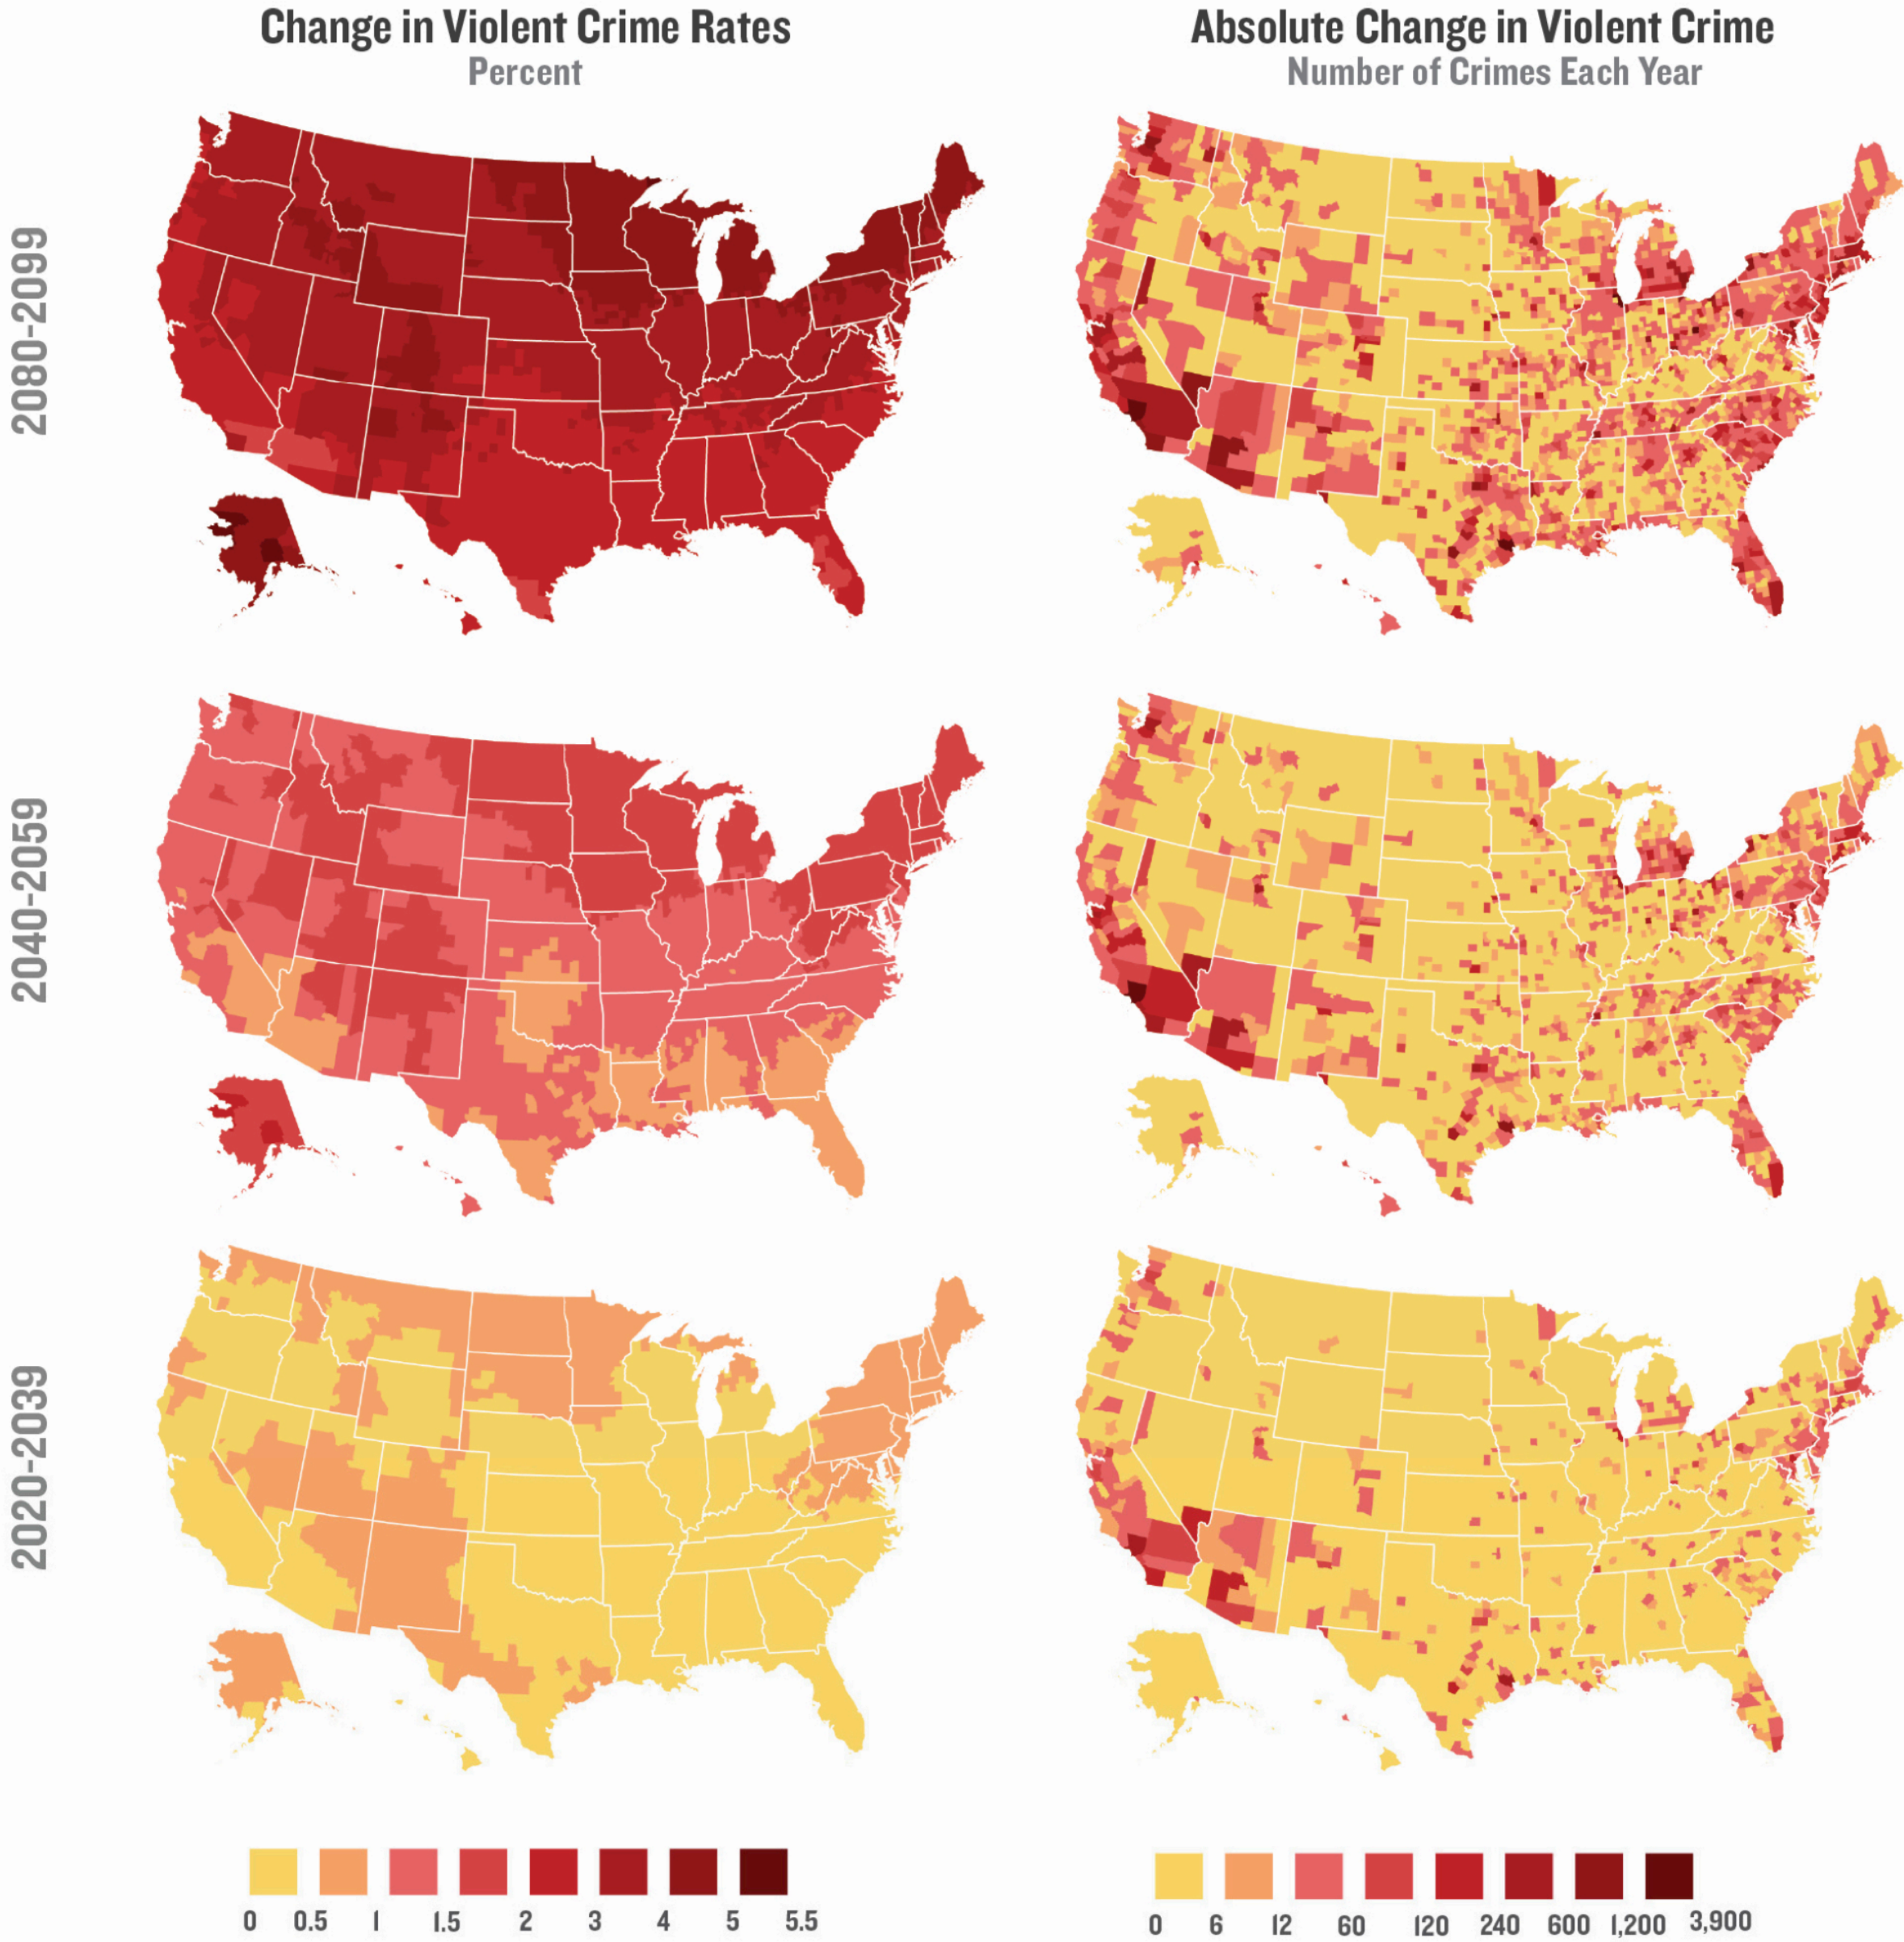 Change in Violent Crime Rates
Percent
Absolute Change in Violent Crime
Number of Crimes Each Year
2080-2099
2040-2059
2020-2039
0 0.5 1 1.5 2 3 4 5 5.5
0 6 12 60 120 240 600 1,200 3,900